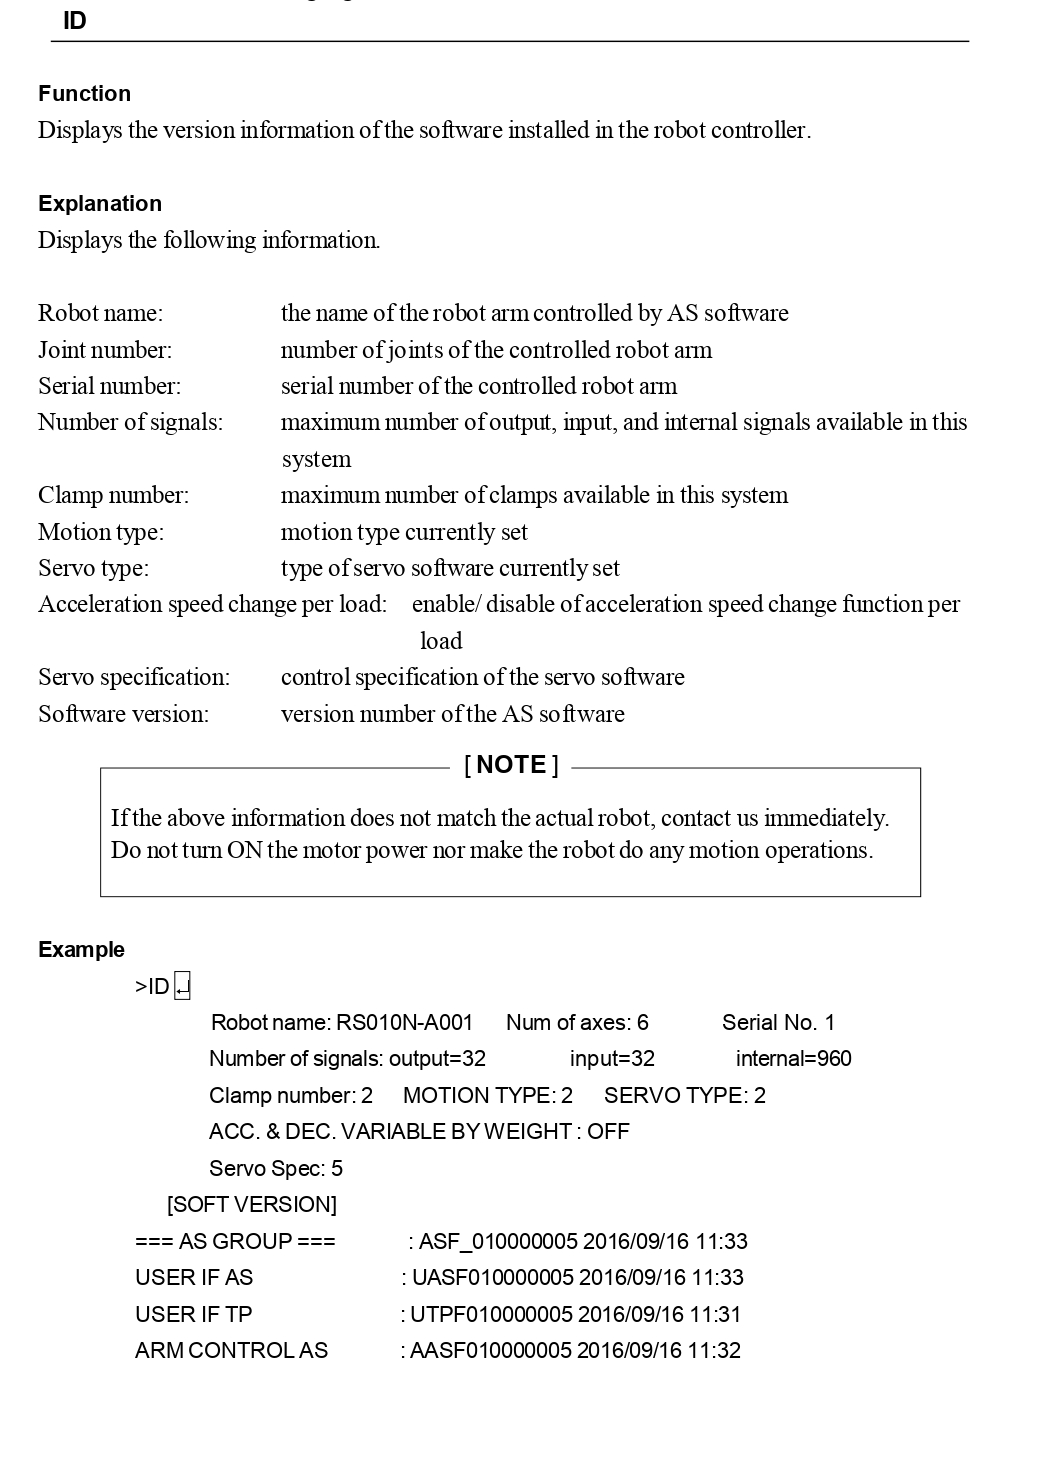 ID
Function
Displays the version information of the software installed in the robot controller.
Explanation
Displays the following information.
Robot name: the name of the robot arm controlled by AS software
Joint number: number of joints of the controlled robot arm
Serial number: serial number of the controlled robot arm
Number of signals: maximum number of output, input, and internal signals available in this
system
Clamp number: maximum number of clamps available in this system
Motion type: motion type currently set
Servo type: type of servo software currently set
Acceleration speed change per load: enable/ disable of acceleration speed change function per
load
Servo specification: control specification of the servo software
Software version: version number of the AS software
[ NOTE ]
If the above information does not match the actual robot, contact us immediately.
Do not turn ON the motor power nor make the robot do any motion operations.
Example
>ID↵
Robot name: RS010N-A001 Num of axes: 6 Serial No. 1
Number of signals: output=32 input=32 internal=960
Clamp number: 2 MOTION TYPE: 2 SERVO TYPE: 2
ACC. & DEC. VARIABLE BY WEIGHT : OFF
Servo Spec: 5
[SOFT VERSION]
=== AS GROUP === : ASF_010000005 2016/09/16 11:33
USER IF AS : UASF010000005 2016/09/16 11:33
USER IF TP : UTPF010000005 2016/09/16 11:31
ARM CONTROL AS : AASF010000005 2016/09/16 11:32